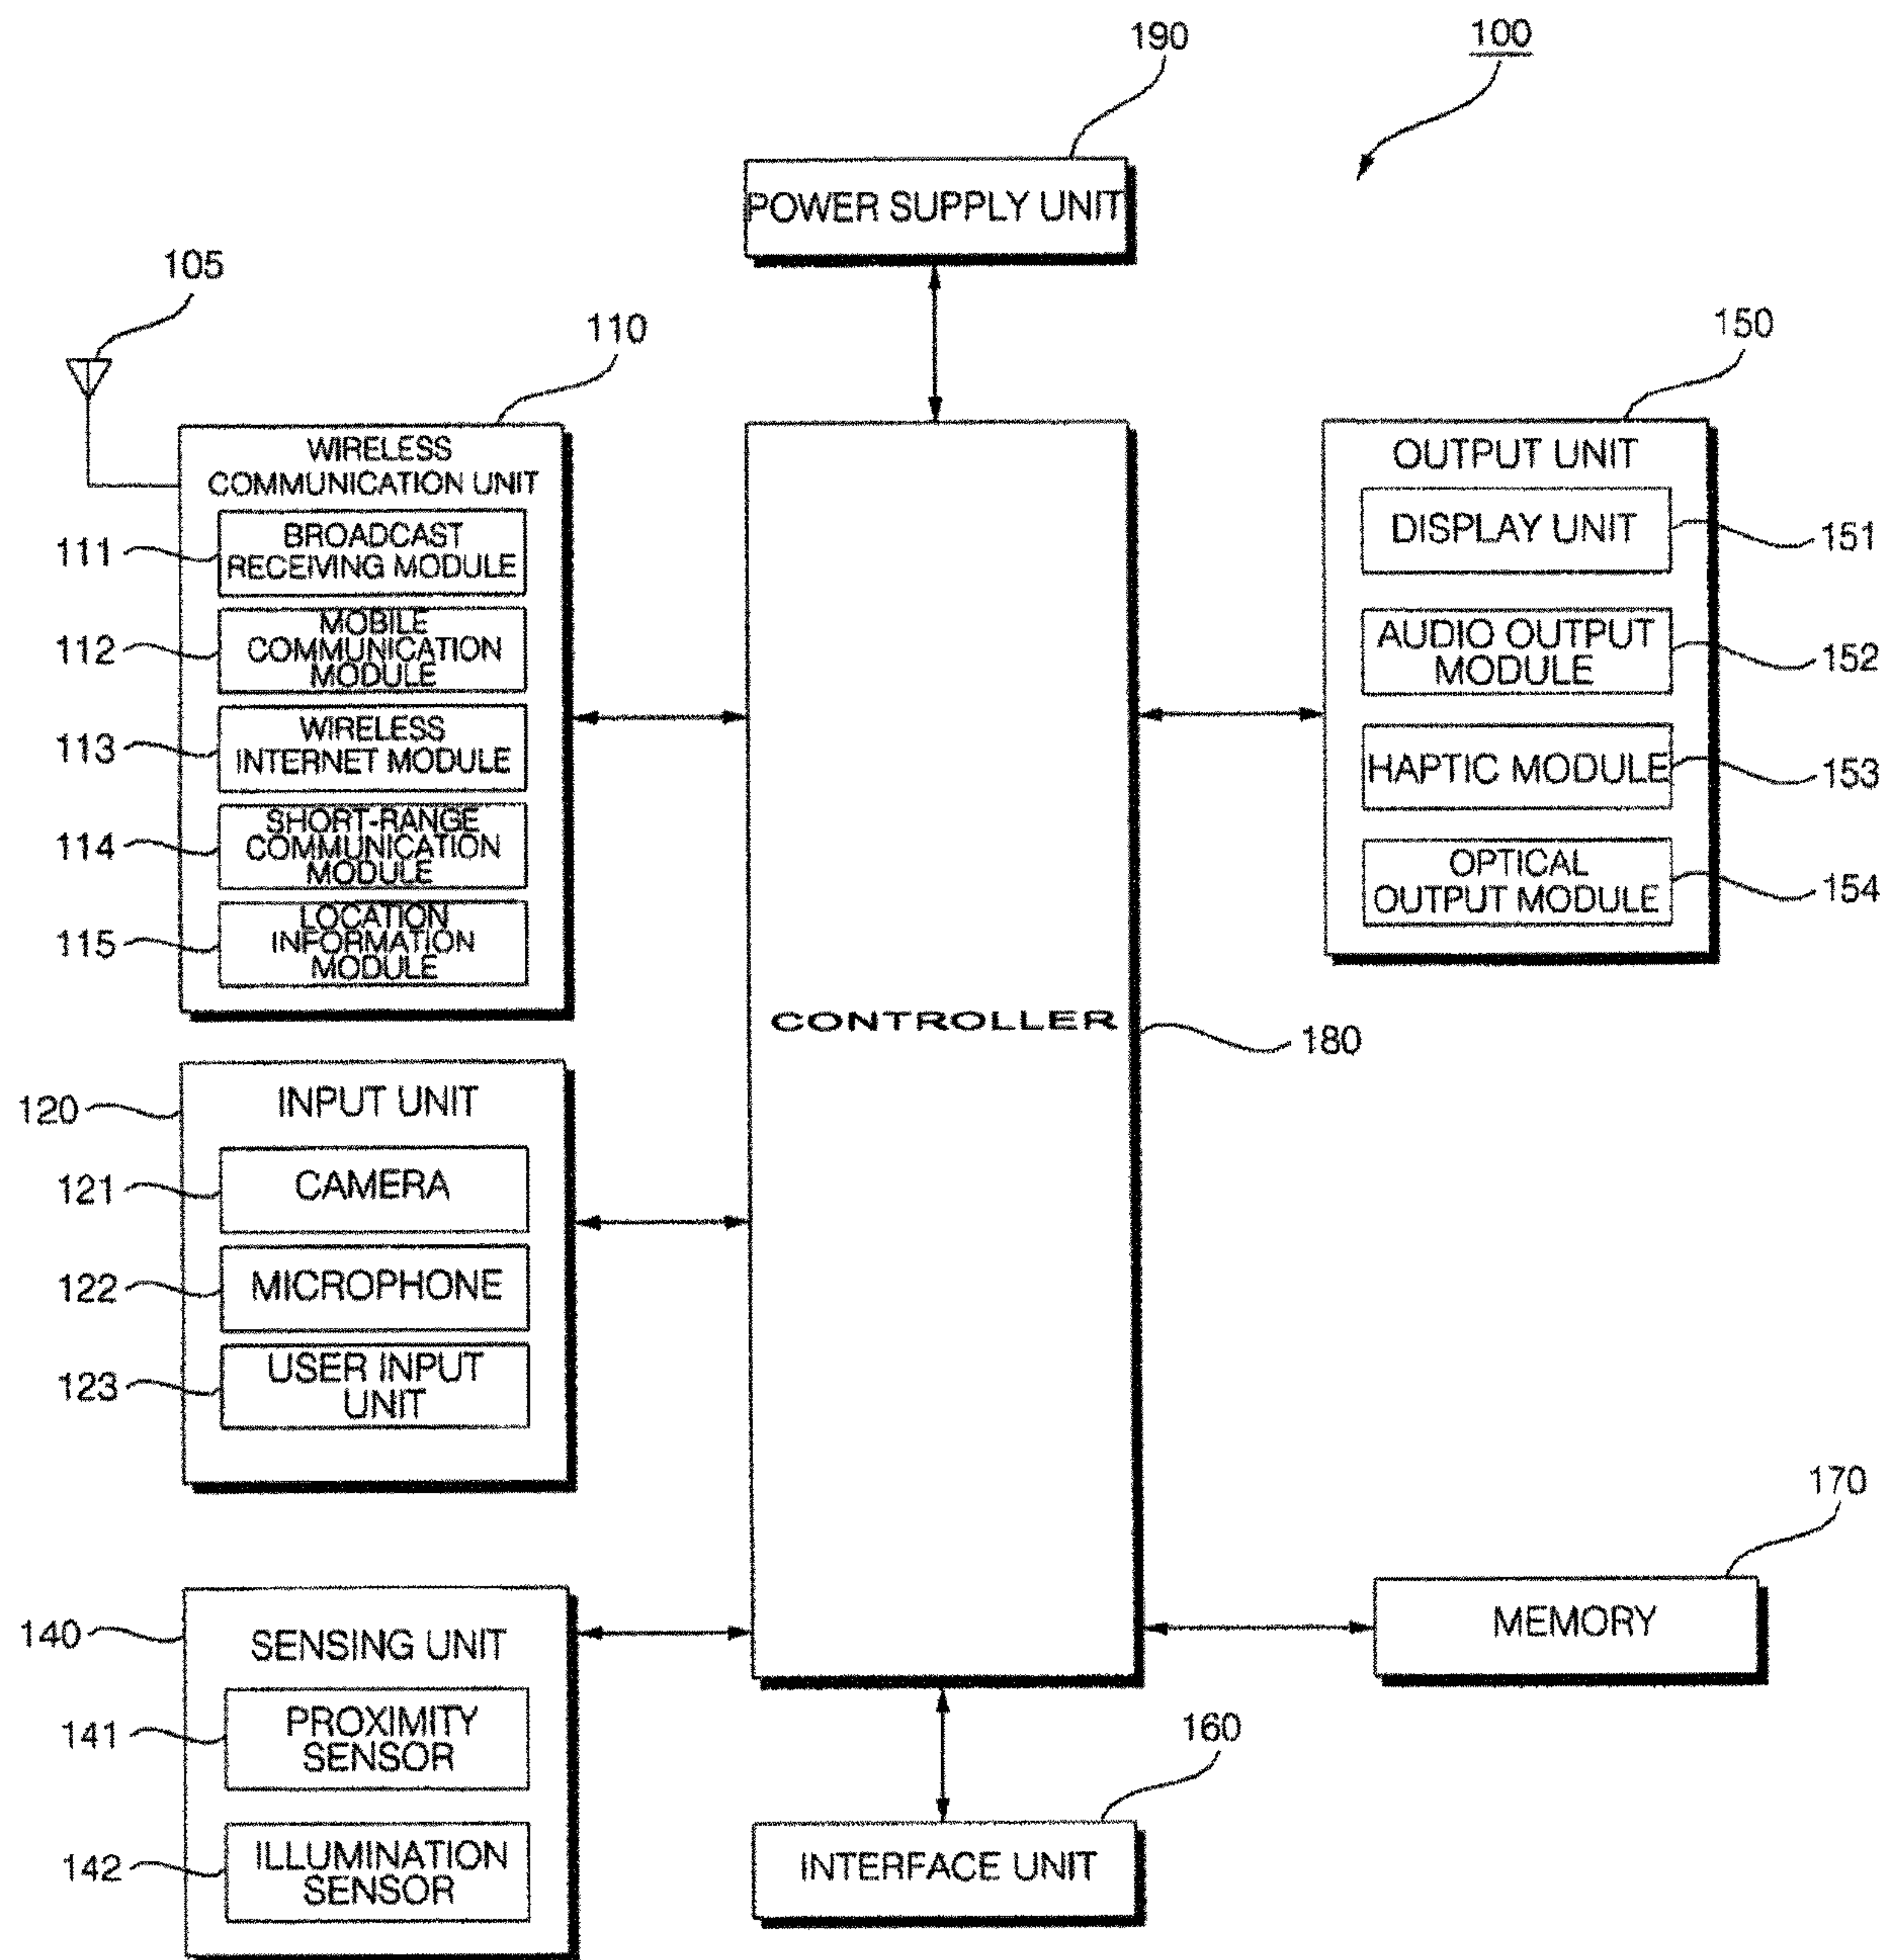 190
100
POWER SUPPLY UNIT
105
110
150
WIRELESS
COMMUNICATION UNIT
111
BROADCAST
RECEIVING MODULE
112
MOBILE
COMMUNICATION
MODULE
113
WIRELESS
INTERNET MODULE
114
SHORT-RANGE
COMMUNICATION
MODULE
115
LOCATION
INFORMATION
MODULE
OUTPUT UNIT
DISPLAY UNIT
151
AUDIO OUTPUT
MODULE
152
HAPTIC MODULE
153
OPTICAL
OUTPUT MODULE
154
CONTROLLER
180
120
INPUT UNIT
121
CAMERA
122
MICROPHONE
123
USER INPUT
UNIT
170
MEMORY
140
SENSING UNIT
141
PROXIMITY
SENSOR
142
ILLUMINATION
SENSOR
160
INTERFACE UNIT